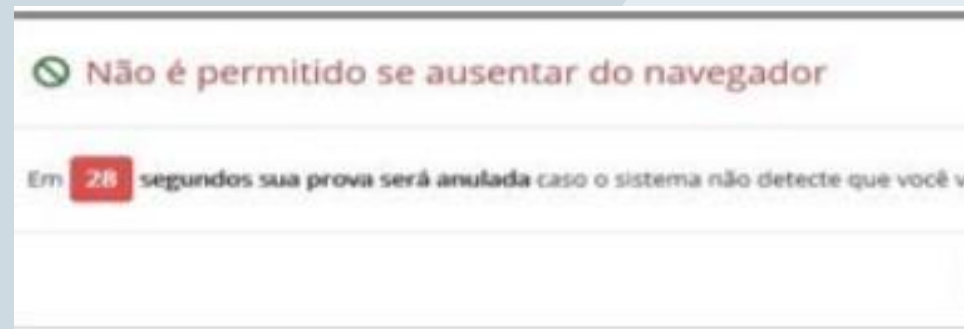 Não é permitido se ausentar do navegador
Em 28 segundos sua prova será anulada caso o sistema não detecte que você